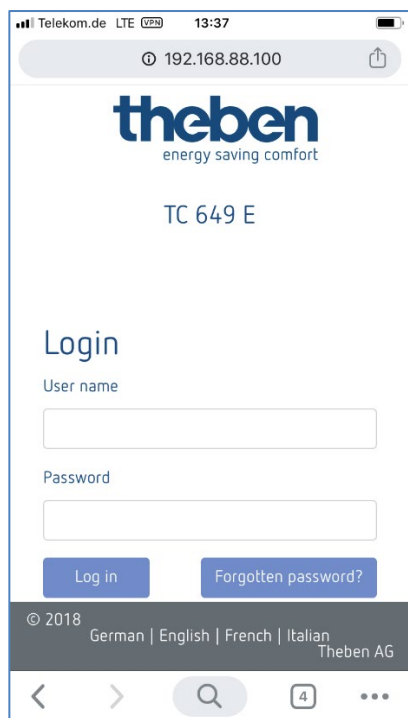 Telekom.de LTE VPN 13:37
192.168.88.100
theben
energy saving comfort
TC 649 E
Login
User name
Password
Log in Forgotten password?
© 2018
German | English | French | Italian
Theben AG
4